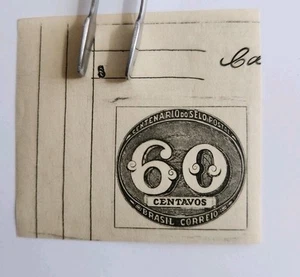 CENTENARIO DO SELO POSTAL
60
CENTAVOS
BRASIL CORREIO